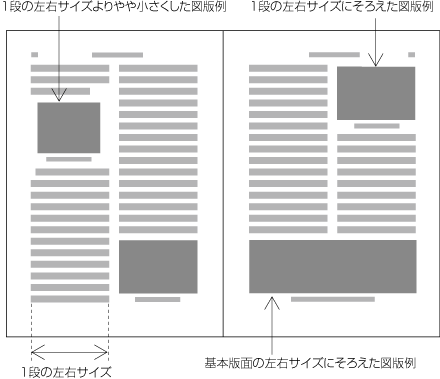 1段の左右サイズよりやや小さくした図版例
1段の左右サイズにそろえた図版例
1段の左右サイズ
基本版面の左右サイズにそろえた図版例